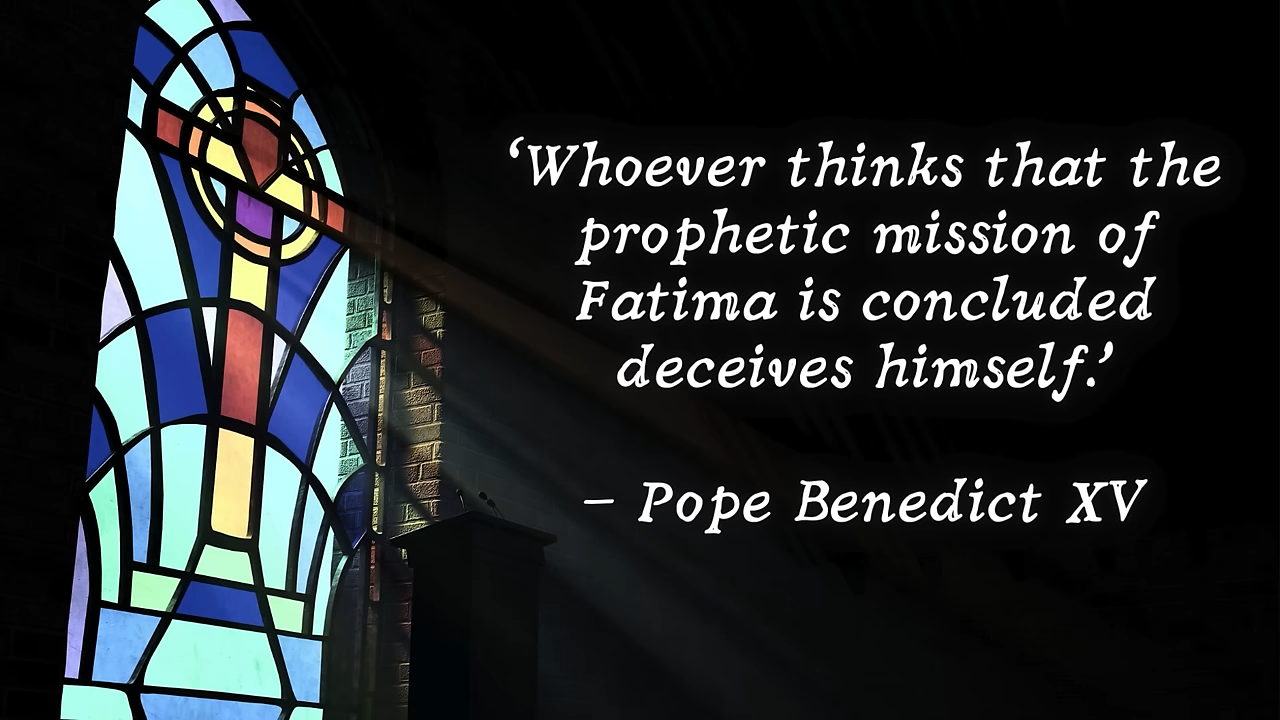 ‘Whoever thinks that the
prophetic mission of
Fatima is concluded
deceives himself.’
– Pope Benedict XV